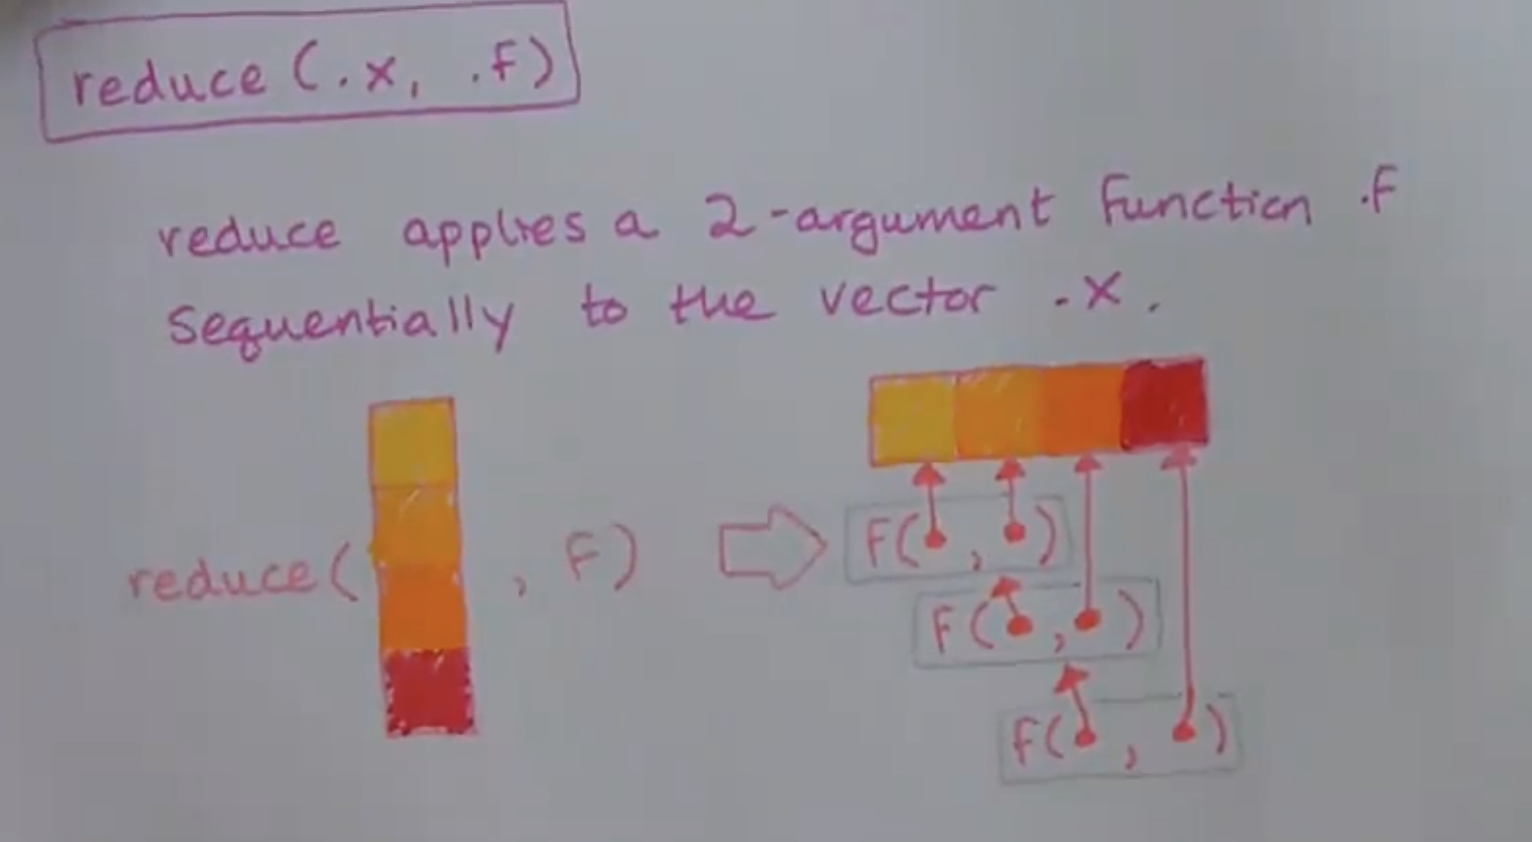 reduce (.x, .f)
reduce applies a 2-argument function .f
sequentially to the vector .x.
reduce( , f)
f( , )
f( , )
f( , )